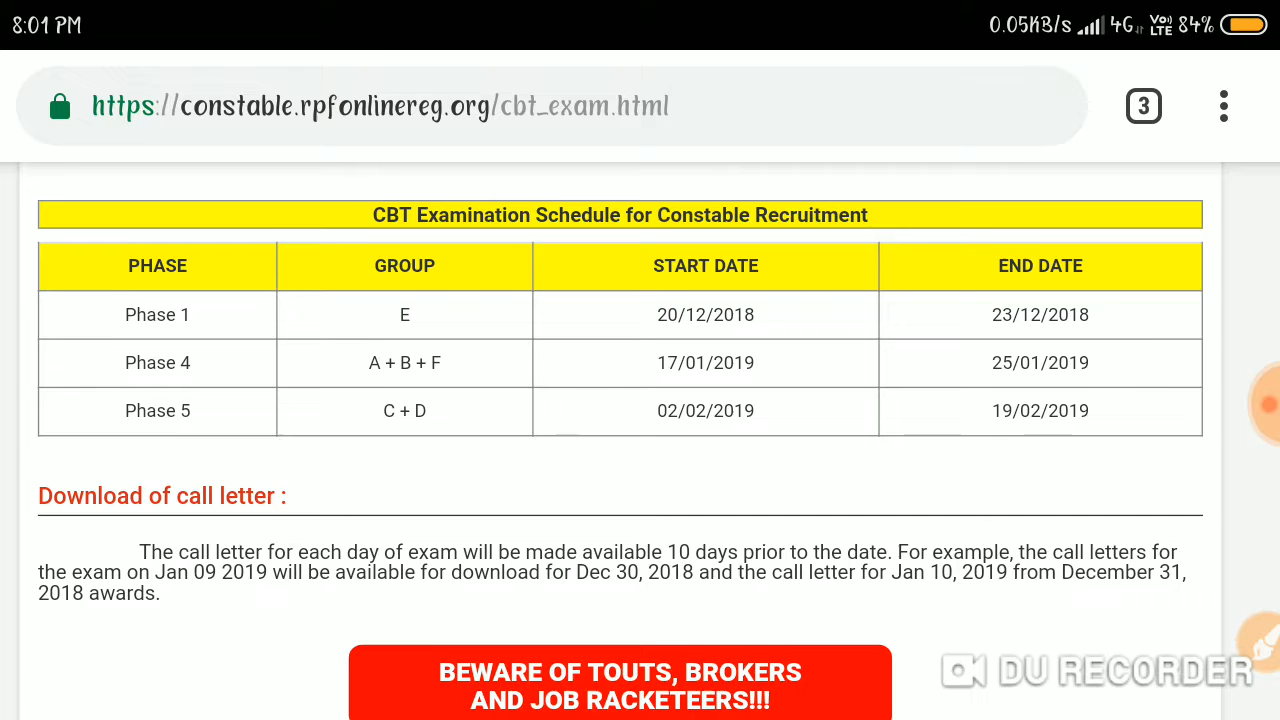 8:01 PM 0.05KB/s 4G Vo) LTE 84%
https://constable.rpfonlinereg.org/cbt_exam.html 3
CBT Examination Schedule for Constable Recruitment
PHASE GROUP START DATE END DATE
Phase 1 E 20/12/2018 23/12/2018
Phase 4 A + B + F 17/01/2019 25/01/2019
Phase 5 C + D 02/02/2019 19/02/2019
Download of call letter :
The call letter for each day of exam will be made available 10 days prior to the date. For example, the call letters for
the exam on Jan 09 2019 will be available for download for Dec 30, 2018 and the call letter for Jan 10, 2019 from December 31,
2018 awards.
BEWARE OF TOUTS, BROKERS
AND JOB RACKETEERS!!!
DU RECORDER